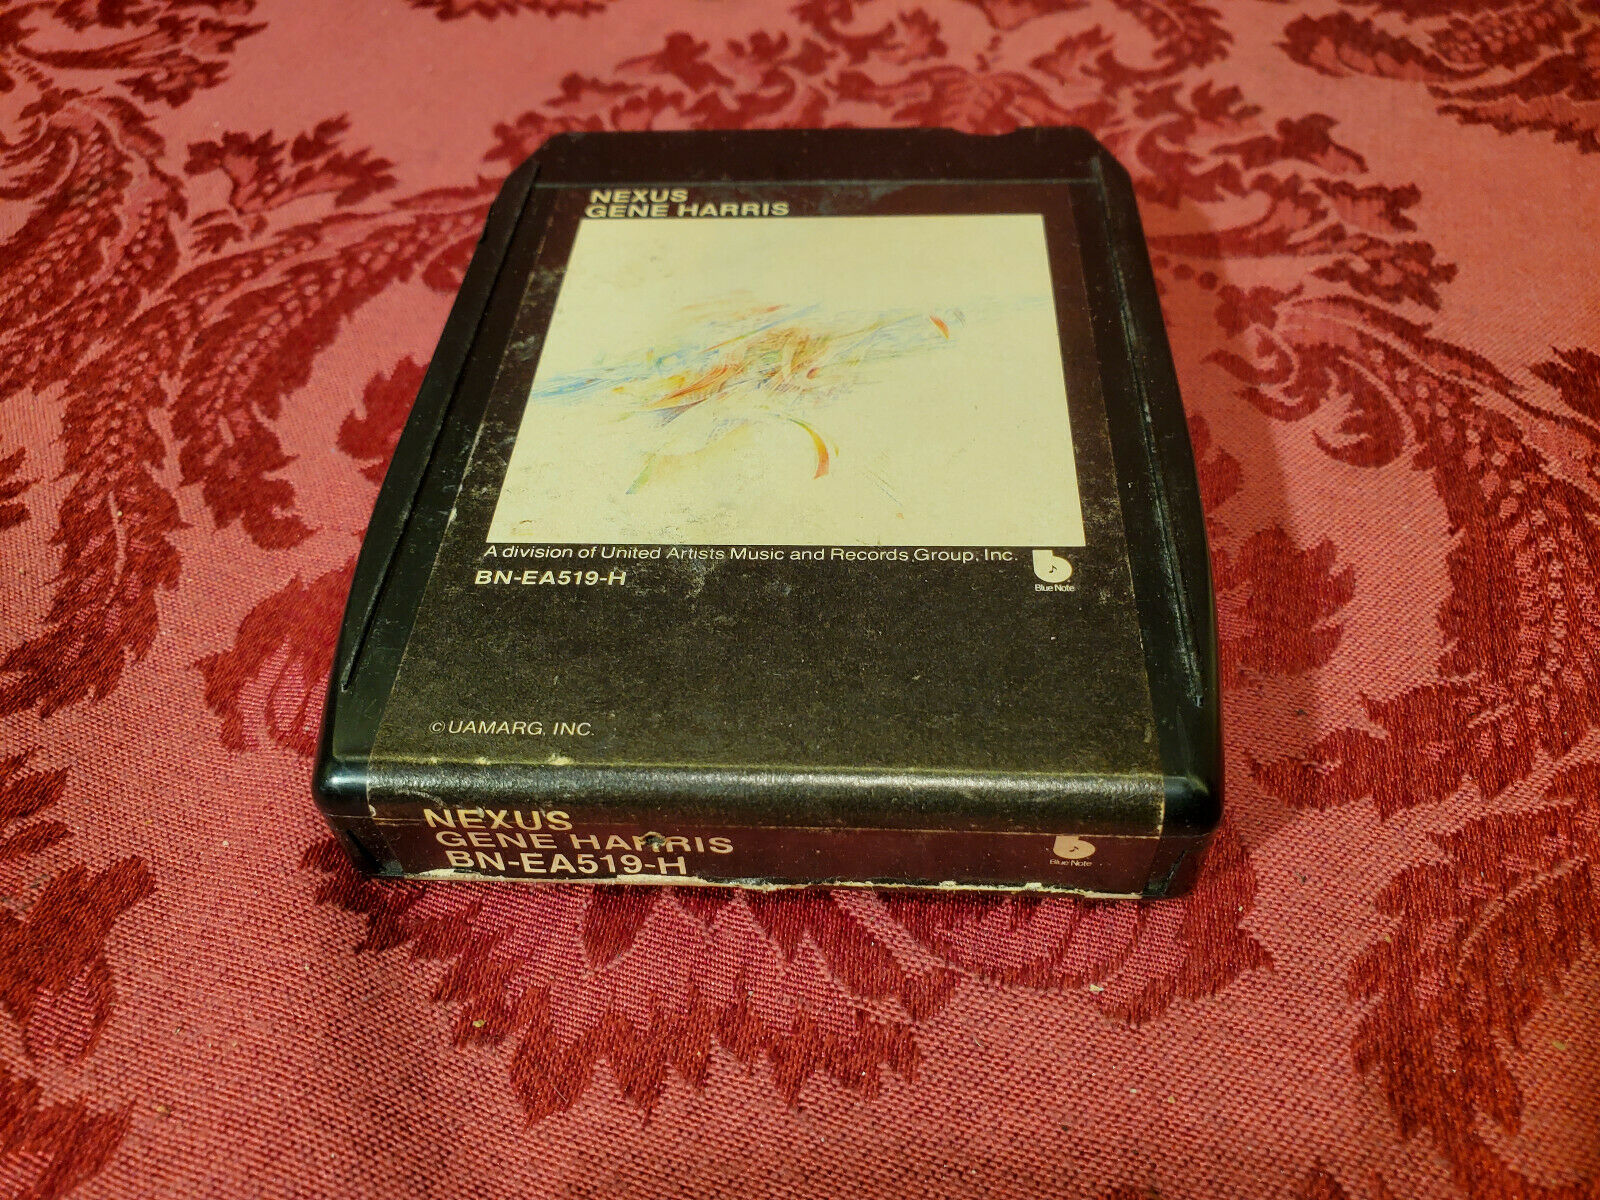 NEXUS
GENE HARRIS
A division of United Artists Music and Records Group, Inc.
BN-EA519-H
Blue Note
© UAMARG, INC.
NEXUS
GENE HARRIS
BN-EA519-H
Blue Note